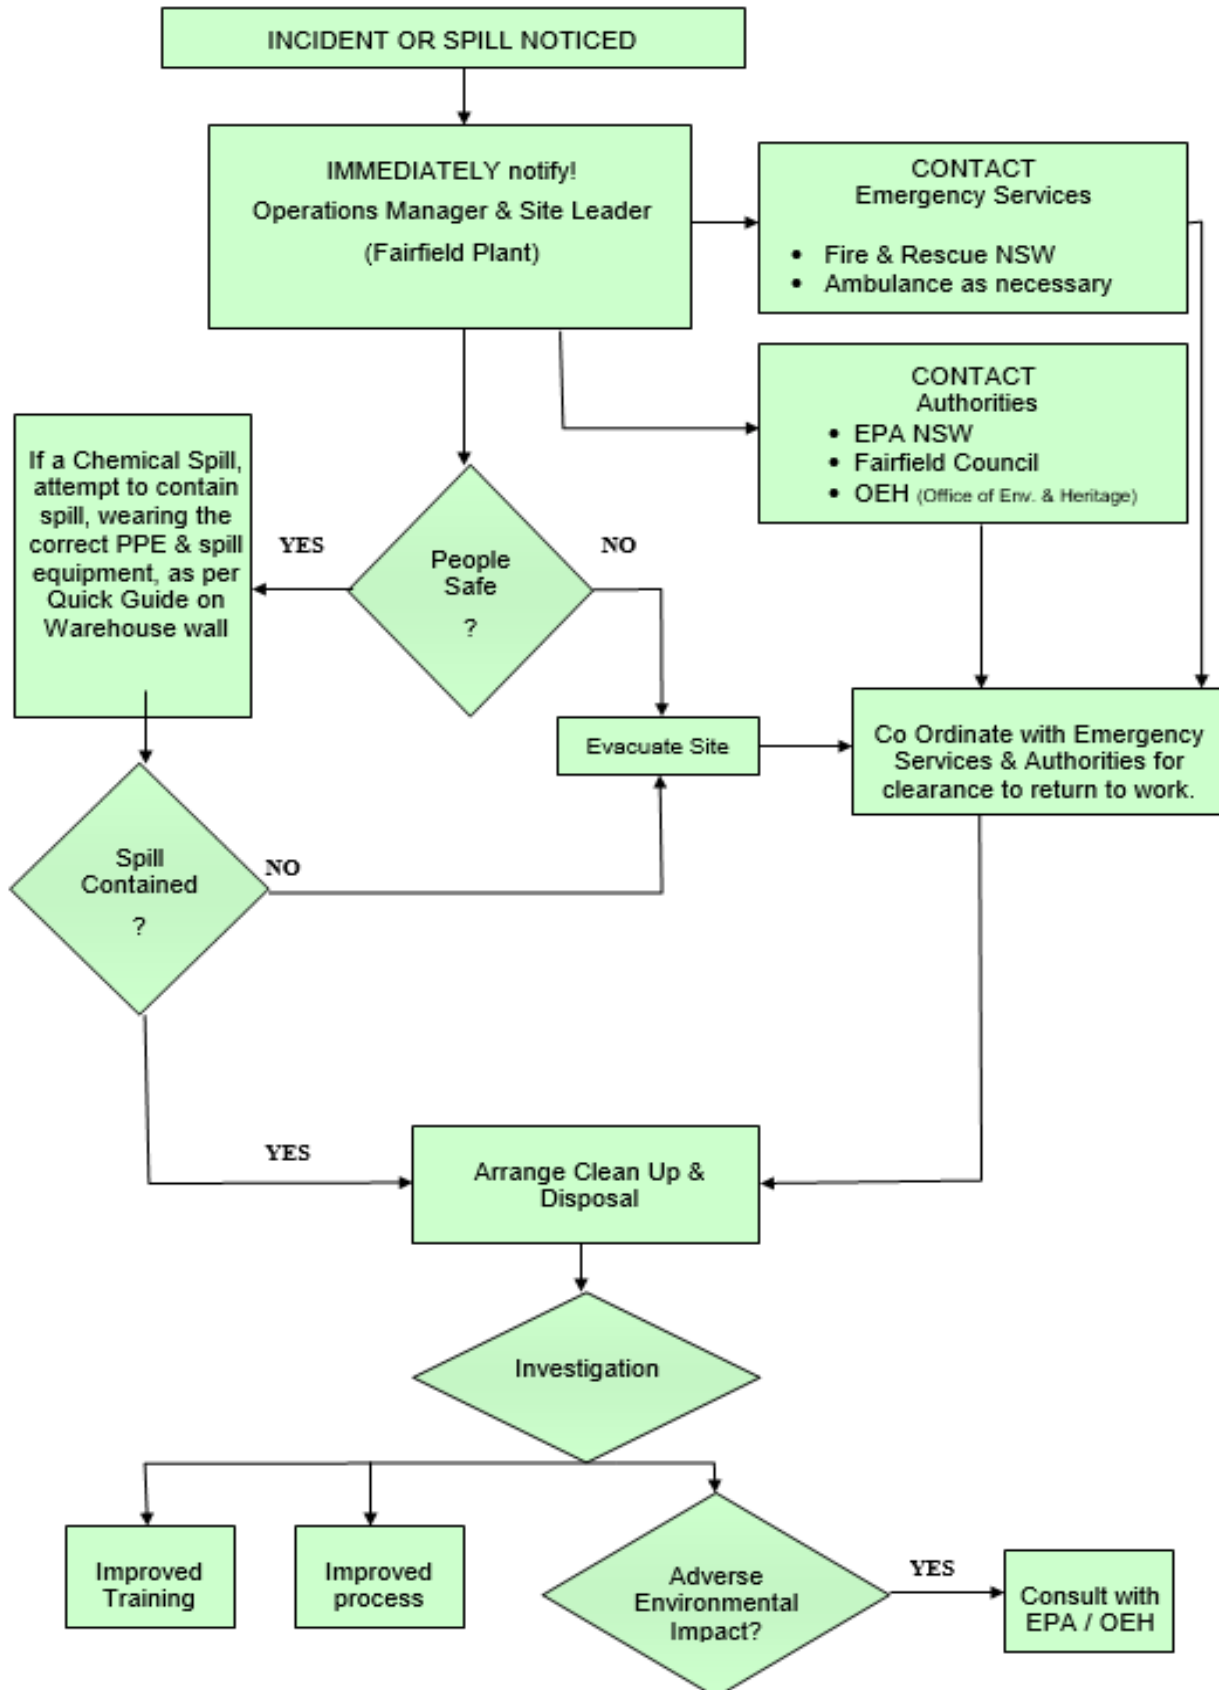 INCIDENT OR SPILL NOTICED
IMMEDIATELY notify!
Operations Manager & Site Leader
(Fairfield Plant)
CONTACT
Emergency Services
• Fire & Rescue NSW
• Ambulance as necessary
CONTACT
Authorities
• EPA NSW
• Fairfield Council
• OEH (Office of Env. & Heritage)
If a Chemical Spill,
attempt to contain
spill, wearing the
correct PPE & spill
equipment, as per
Quick Guide on
Warehouse wall
YES
People
Safe
?
NO
Evacuate Site
Co Ordinate with Emergency
Services & Authorities for
clearance to return to work.
Spill
Contained
?
NO
YES
Arrange Clean Up &
Disposal
Investigation
Improved
Training
Improved
process
Adverse
Environmental
Impact?
YES
Consult with
EPA / OEH